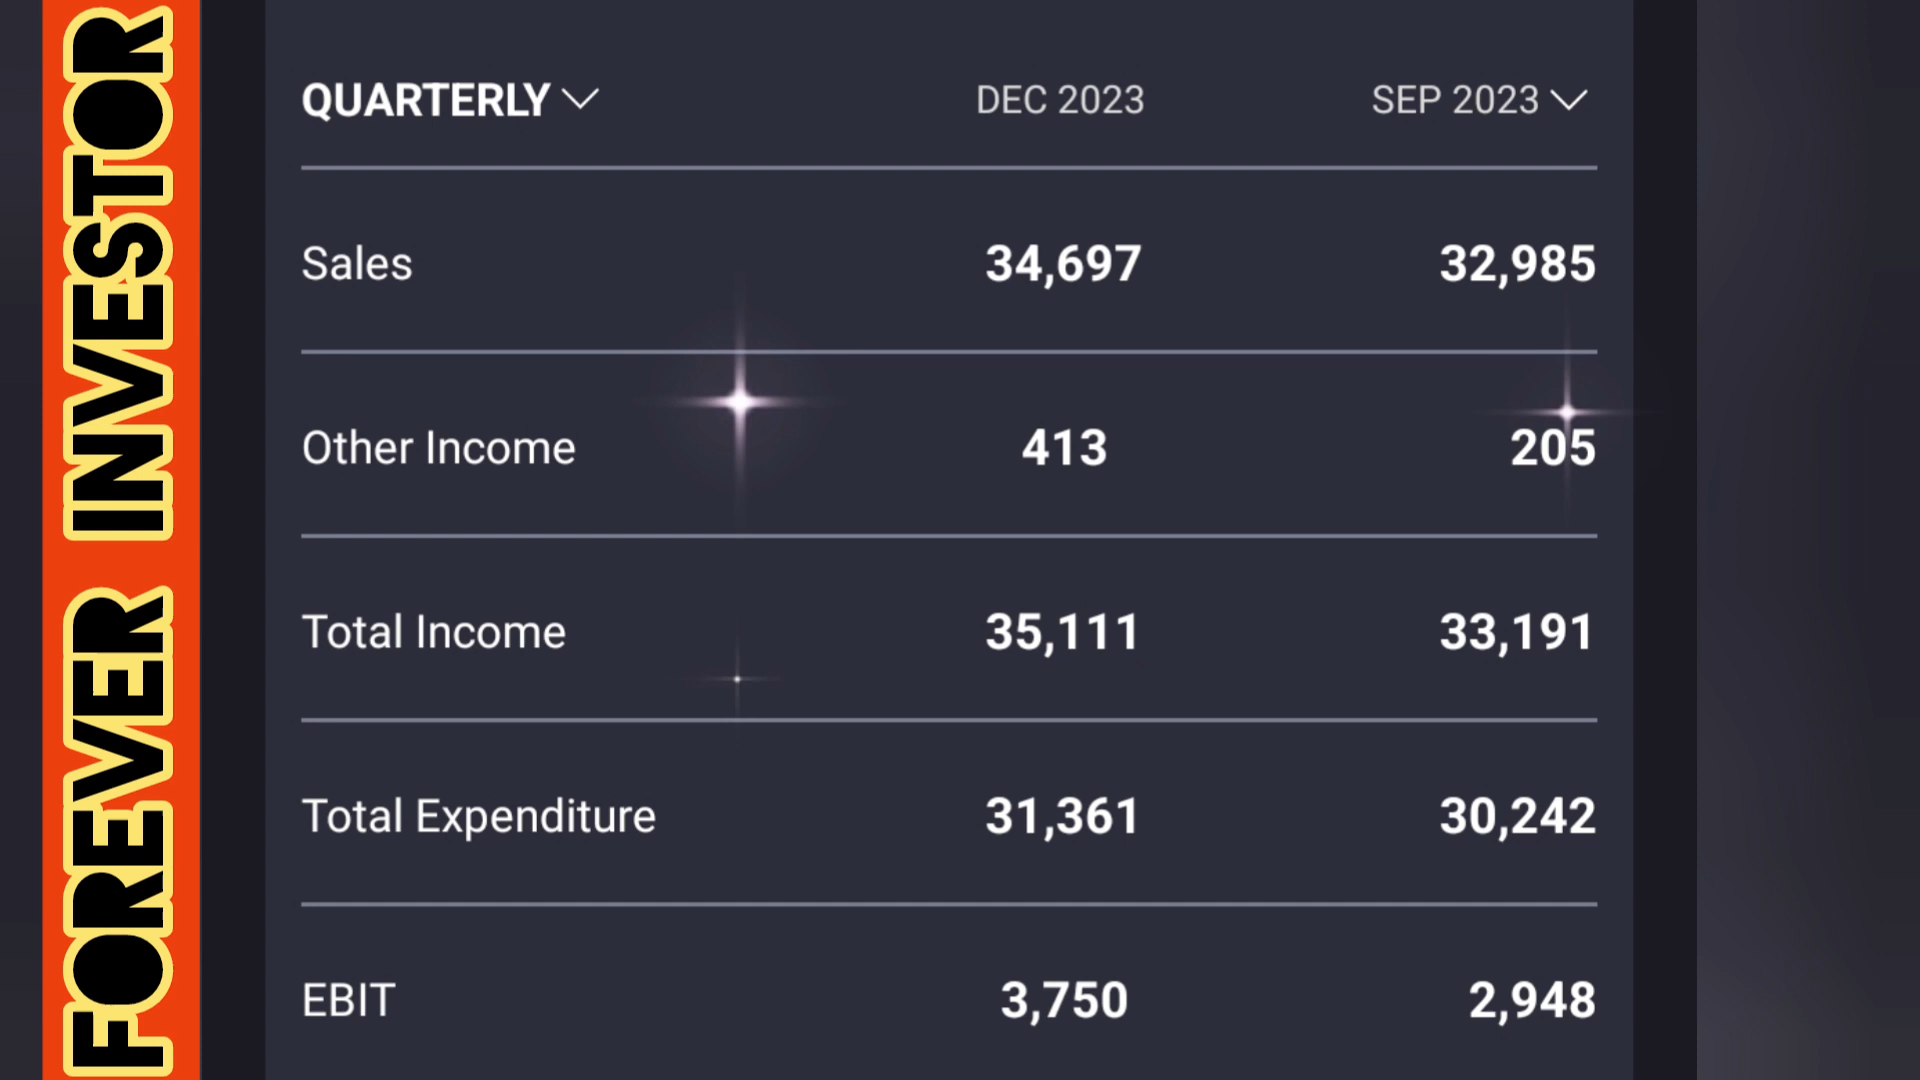 FOREVER INVESTOR
QUARTERLY DEC 2023 SEP 2023
Sales 34,697 32,985
Other Income 413 205
Total Income 35,111 33,191
Total Expenditure 31,361 30,242
EBIT 3,750 2,948